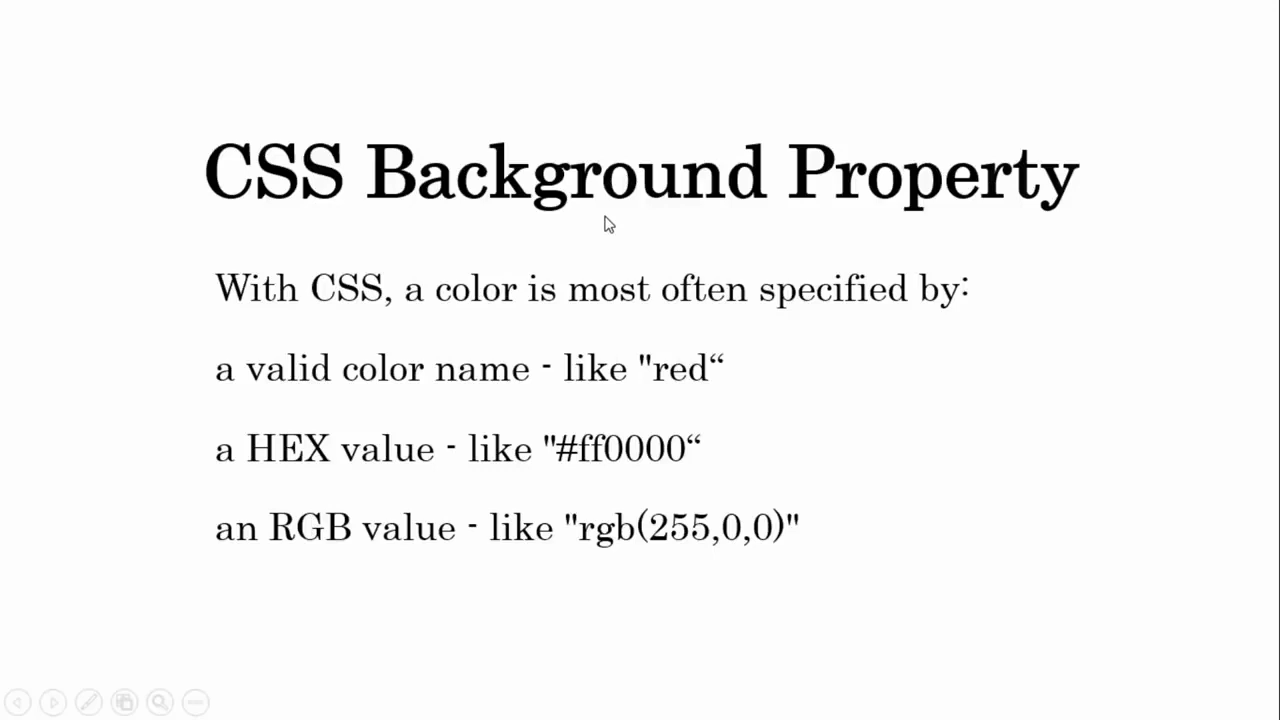 CSS Background Property
With CSS, a color is most often specified by:
a valid color name - like "red“
a HEX value - like "#ff0000“
an RGB value - like "rgb(255,0,0)"